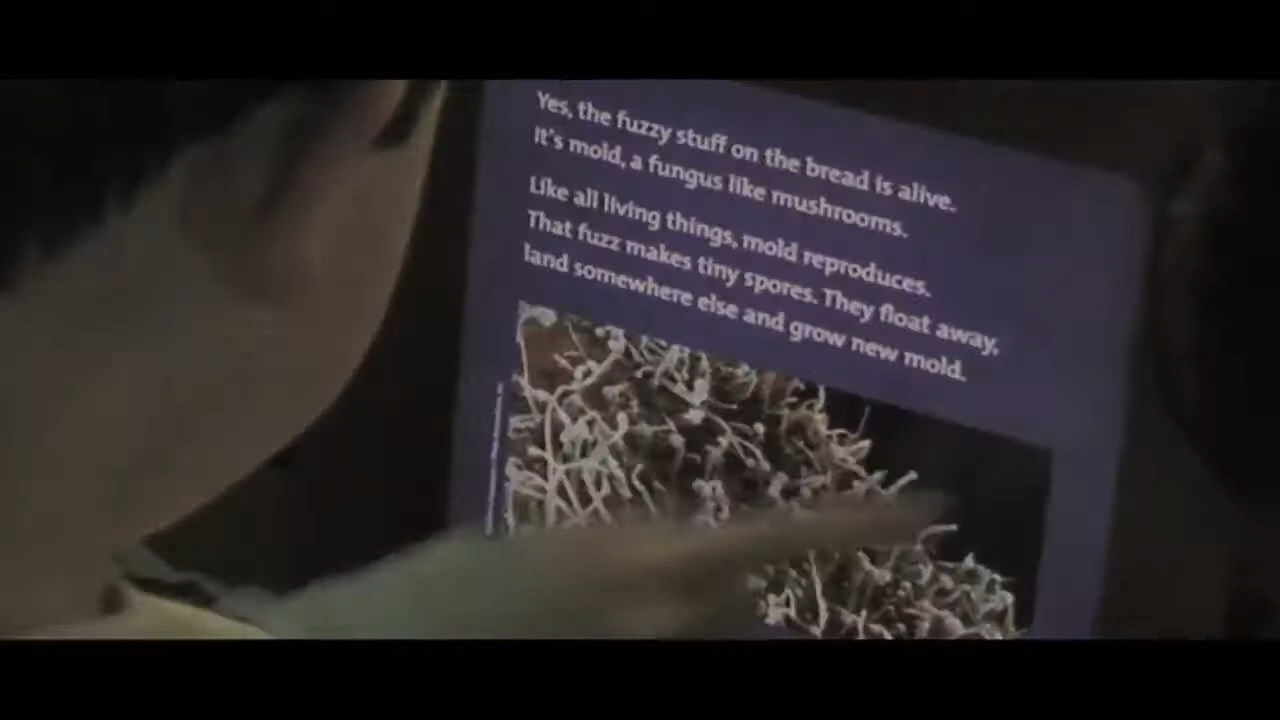 Yes, the fuzzy stuff on the bread is alive.
It's mold, a fungus like mushrooms.
Like all living things, mold reproduces.
That fuzz makes tiny spores. They float away,
land somewhere else and grow new mold.